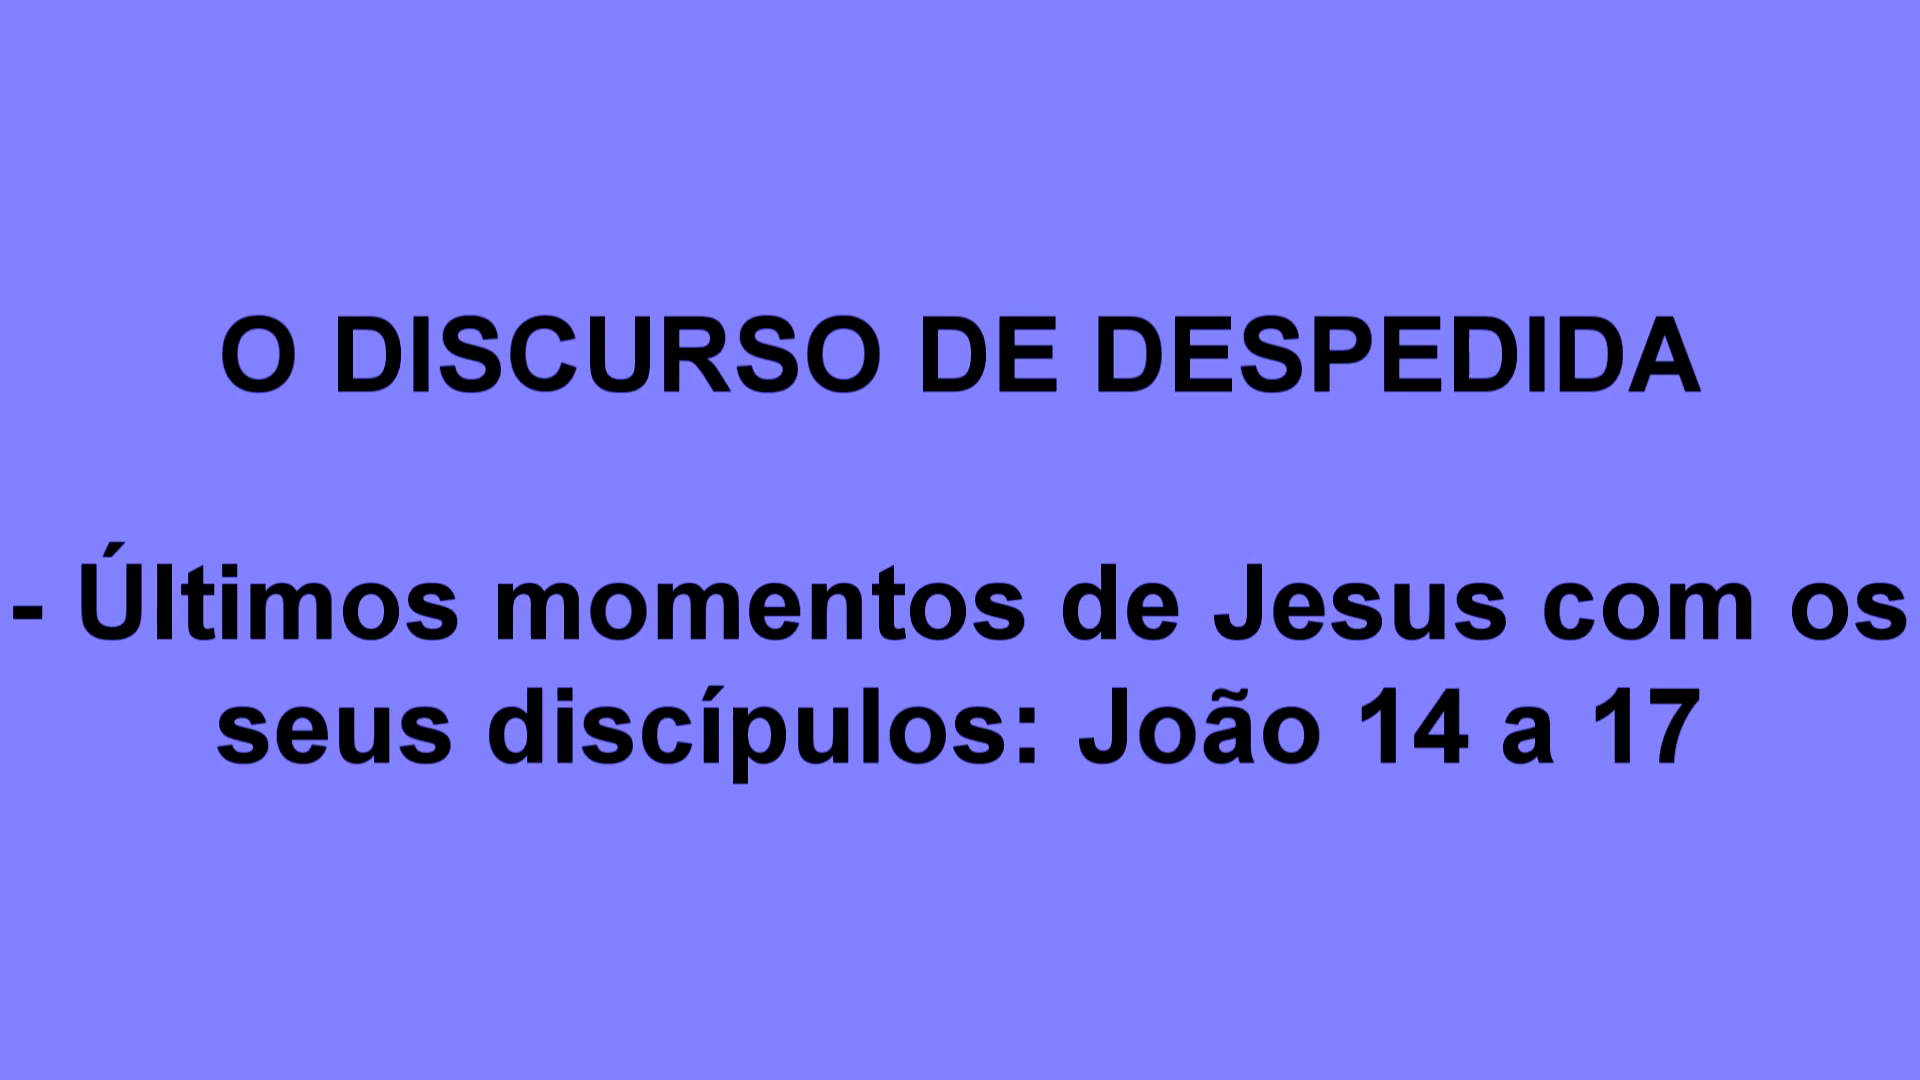 O DISCURSO DE DESPEDIDA
- Últimos momentos de Jesus com os
seus discípulos: João 14 a 17